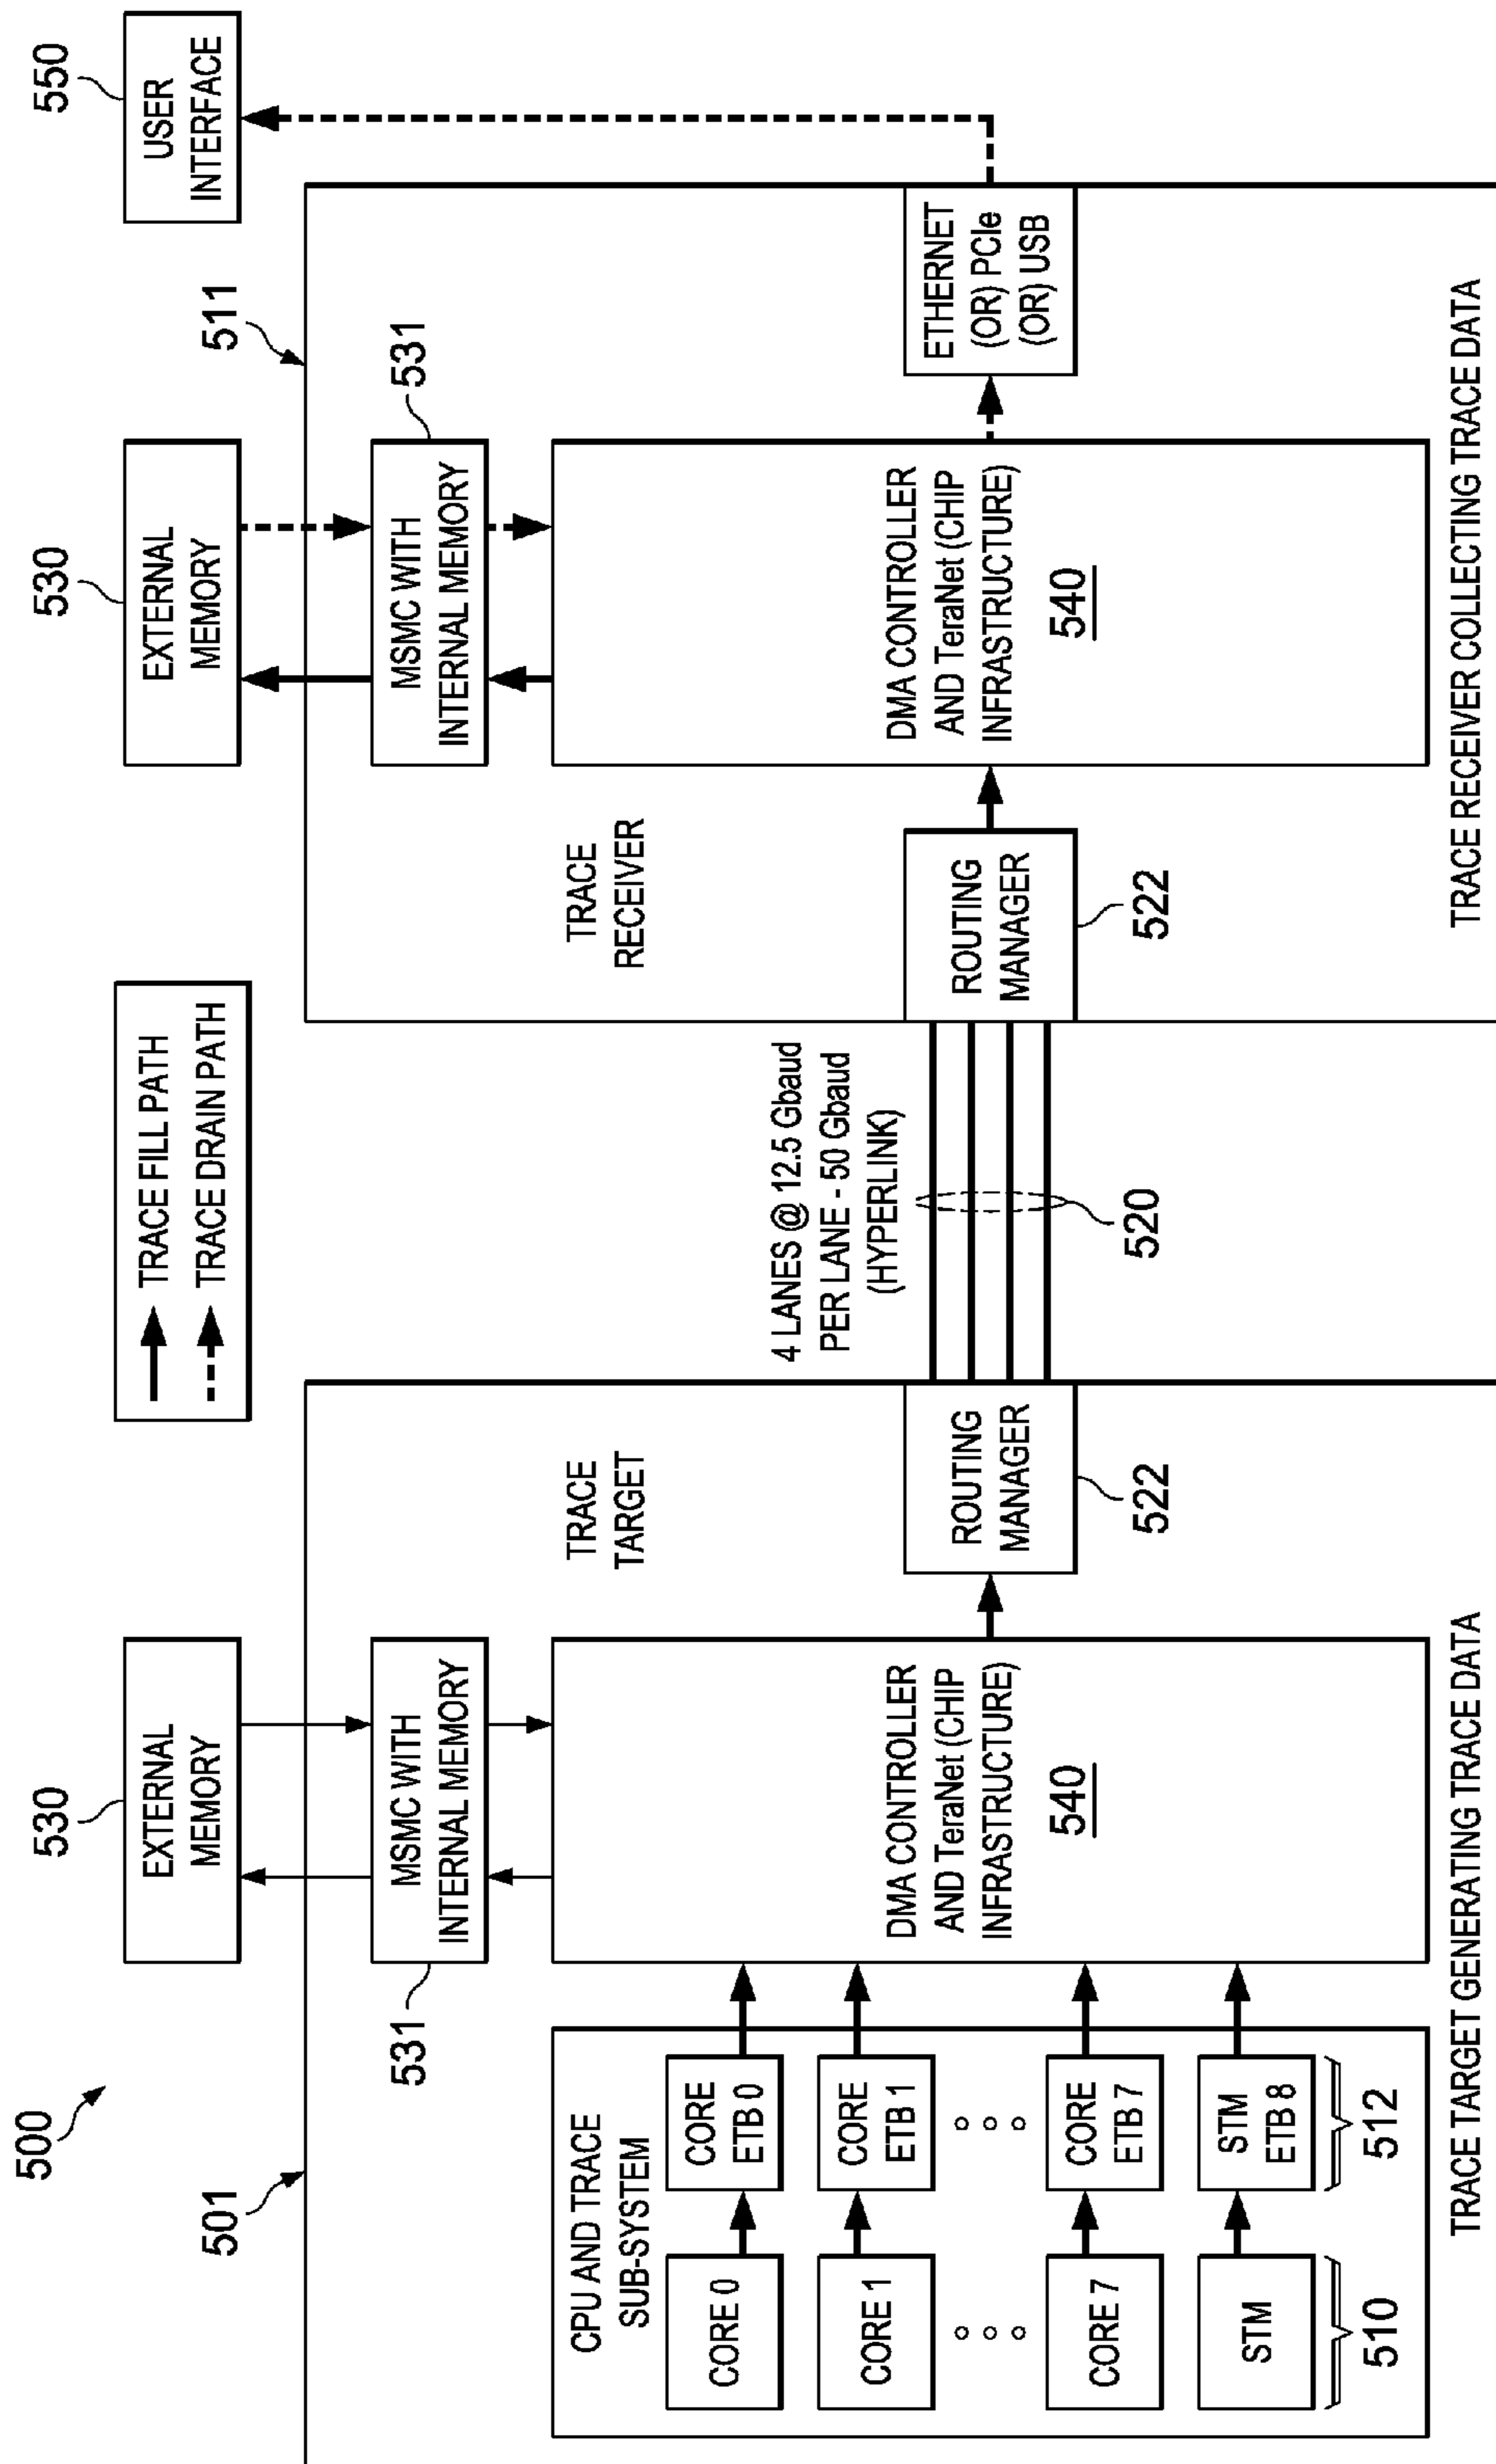 500
501
TRACE FILL PATH
TRACE DRAIN PATH
530
EXTERNAL
MEMORY
531
MSMC WITH
INTERNAL MEMORY
TRACE
TARGET
CPU AND TRACE
SUB-SYSTEM
CORE 0
CORE
ETB 0
CORE 1
CORE
ETB 1
CORE 7
CORE
ETB 7
STM
STM
ETB 8
510
512
DMA CONTROLLER
AND TeraNet (CHIP
INFRASTRUCTURE)
540
ROUTING
MANAGER
522
TRACE TARGET GENERATING TRACE DATA
4 LANES @ 12.5 Gbaud
PER LANE - 50 Gbaud
(HYPERLINK)
520
511
530
EXTERNAL
MEMORY
531
MSMC WITH
INTERNAL MEMORY
TRACE
RECEIVER
ROUTING
MANAGER
522
DMA CONTROLLER
AND TeraNet (CHIP
INFRASTRUCTURE)
540
ETHERNET
(OR) PCIe
(OR) USB
550
USER
INTERFACE
TRACE RECEIVER COLLECTING TRACE DATA